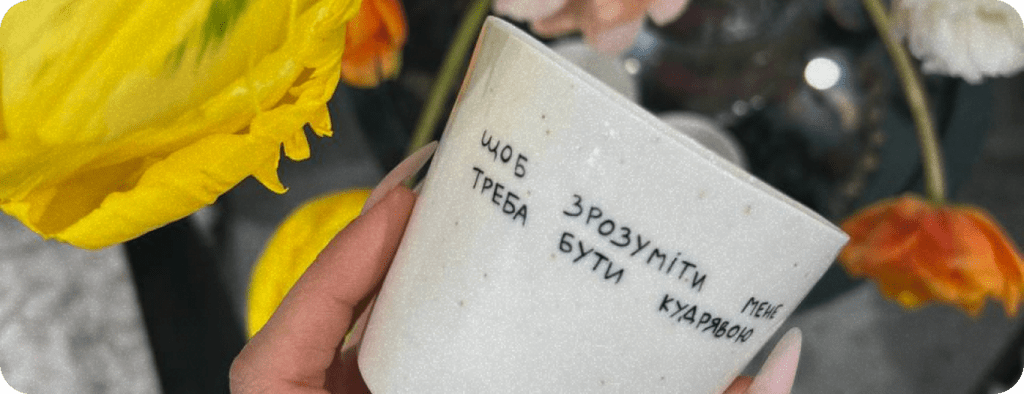 ЩОБ ЗРОЗУМІТИ МЕНЕ
ТРЕБА БУТИ КУДРЯВОЮ